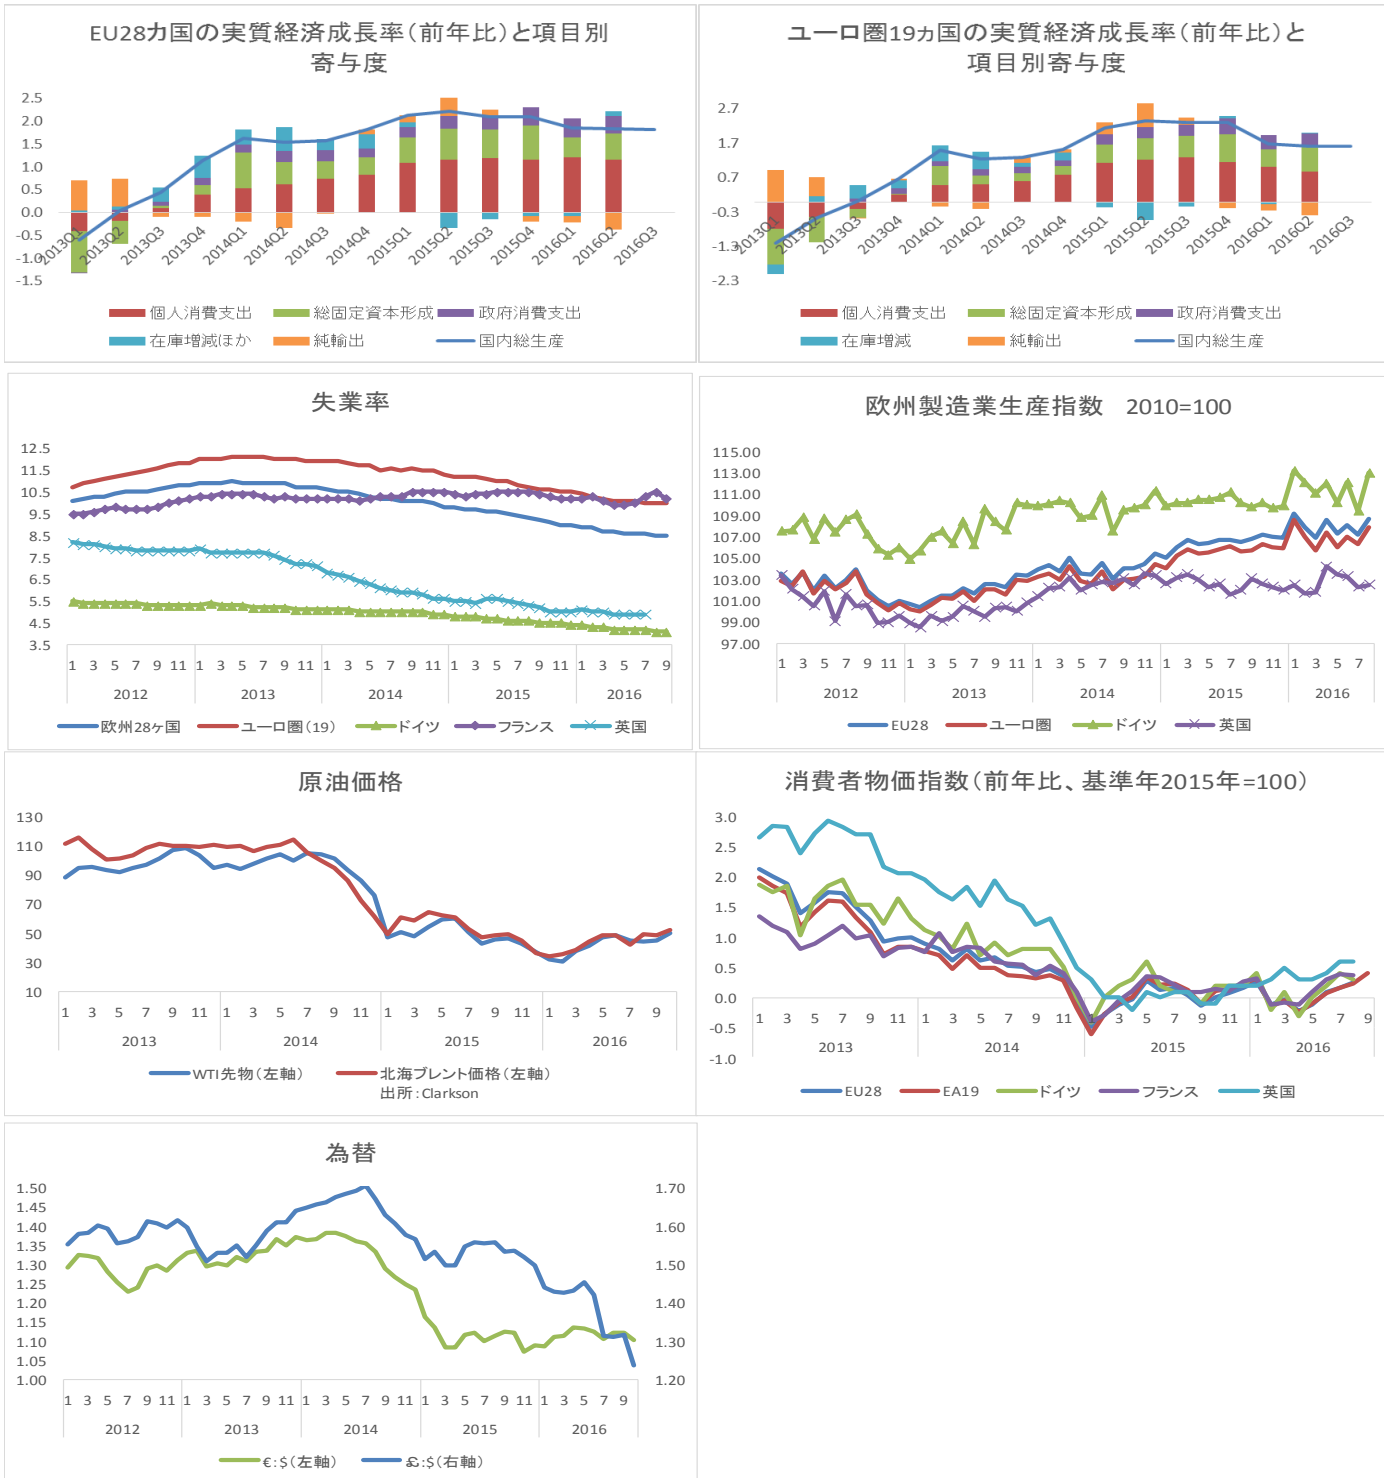 EU28カ国の実質経済成長率(前年比)と項目別
寄与度
2.5
2.0
1.5
1.0
0.5
0.0
-0.5
-1.0
-1.5
2013Q1 2013Q2 2013Q3 2013Q4 2014Q1 2014Q2 2014Q3 2014Q4 2015Q1 2015Q2 2015Q3 2015Q4 2016Q1 2016Q2 2016Q3
個人消費支出 総固定資本形成 政府消費支出
在庫増減ほか 純輸出 国内総生産
ユーロ圏19ヵ国の実質経済成長率(前年比)と
項目別寄与度
2.7
1.7
0.7
-0.3
-1.3
-2.3
2013Q1 2013Q2 2013Q3 2013Q4 2014Q1 2014Q2 2014Q3 2014Q4 2015Q1 2015Q2 2015Q3 2015Q4 2016Q1 2016Q2 2016Q3
個人消費支出 総固定資本形成 政府消費支出
在庫増減 純輸出 国内総生産
失業率
12.5
11.5
10.5
9.5
8.5
7.5
6.5
5.5
4.5
3.5
1 3 5 7 9 11 1 3 5 7 9 11 1 3 5 7 9 11 1 3 5 7 9 11 1 3 5 7 9
2012 2013 2014 2015 2016
欧州28ヶ国 ユーロ圏(19) ドイツ フランス 英国
欧州製造業生産指数 2010=100
115.00
113.00
111.00
109.00
107.00
105.00
103.00
101.00
99.00
97.00
1 3 5 7 9 11 1 3 5 7 9 11 1 3 5 7 9 11 1 3 5 7 9 11 1 3 5 7
2012 2013 2014 2015 2016
EU28 ユーロ圏 ドイツ 英国
原油価格
130
110
90
70
50
30
10
1 3 5 7 9 11 1 3 5 7 9 11 1 3 5 7 9 11 1 3 5 7 9
2013 2014 2015 2016
WTI先物(左軸) 北海ブレント価格(左軸)
出所:Clarkson
消費者物価指数(前年比、基準年2015年=100)
3.0
2.5
2.0
1.5
1.0
0.5
0.0
-0.5
-1.0
1 3 5 7 9 11 1 3 5 7 9 11 1 3 5 7 9 11 1 3 5 7 9
2013 2014 2015 2016
EU28 EA19 ドイツ フランス 英国
為替
1.50 1.70
1.45
1.40 1.60
1.35
1.30 1.50
1.25
1.20 1.40
1.15
1.10 1.30
1.05
1.00 1.20
1 3 5 7 9 11 1 3 5 7 9 11 1 3 5 7 9 11 1 3 5 7 9 11 1 3 5 7 9
2012 2013 2014 2015 2016
€:$(左軸) £:$(右軸)